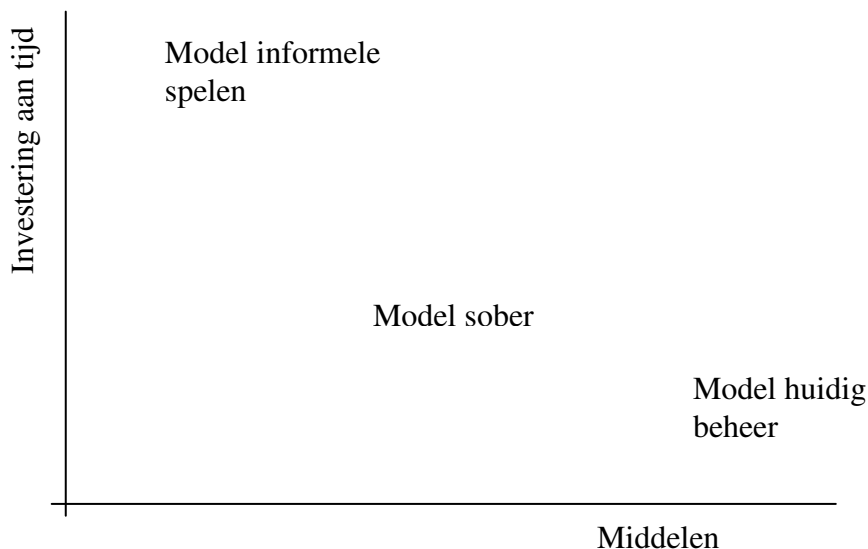 Investering aan tijd
Model informele
spelen
Model sober
Model huidig
beheer
Middelen